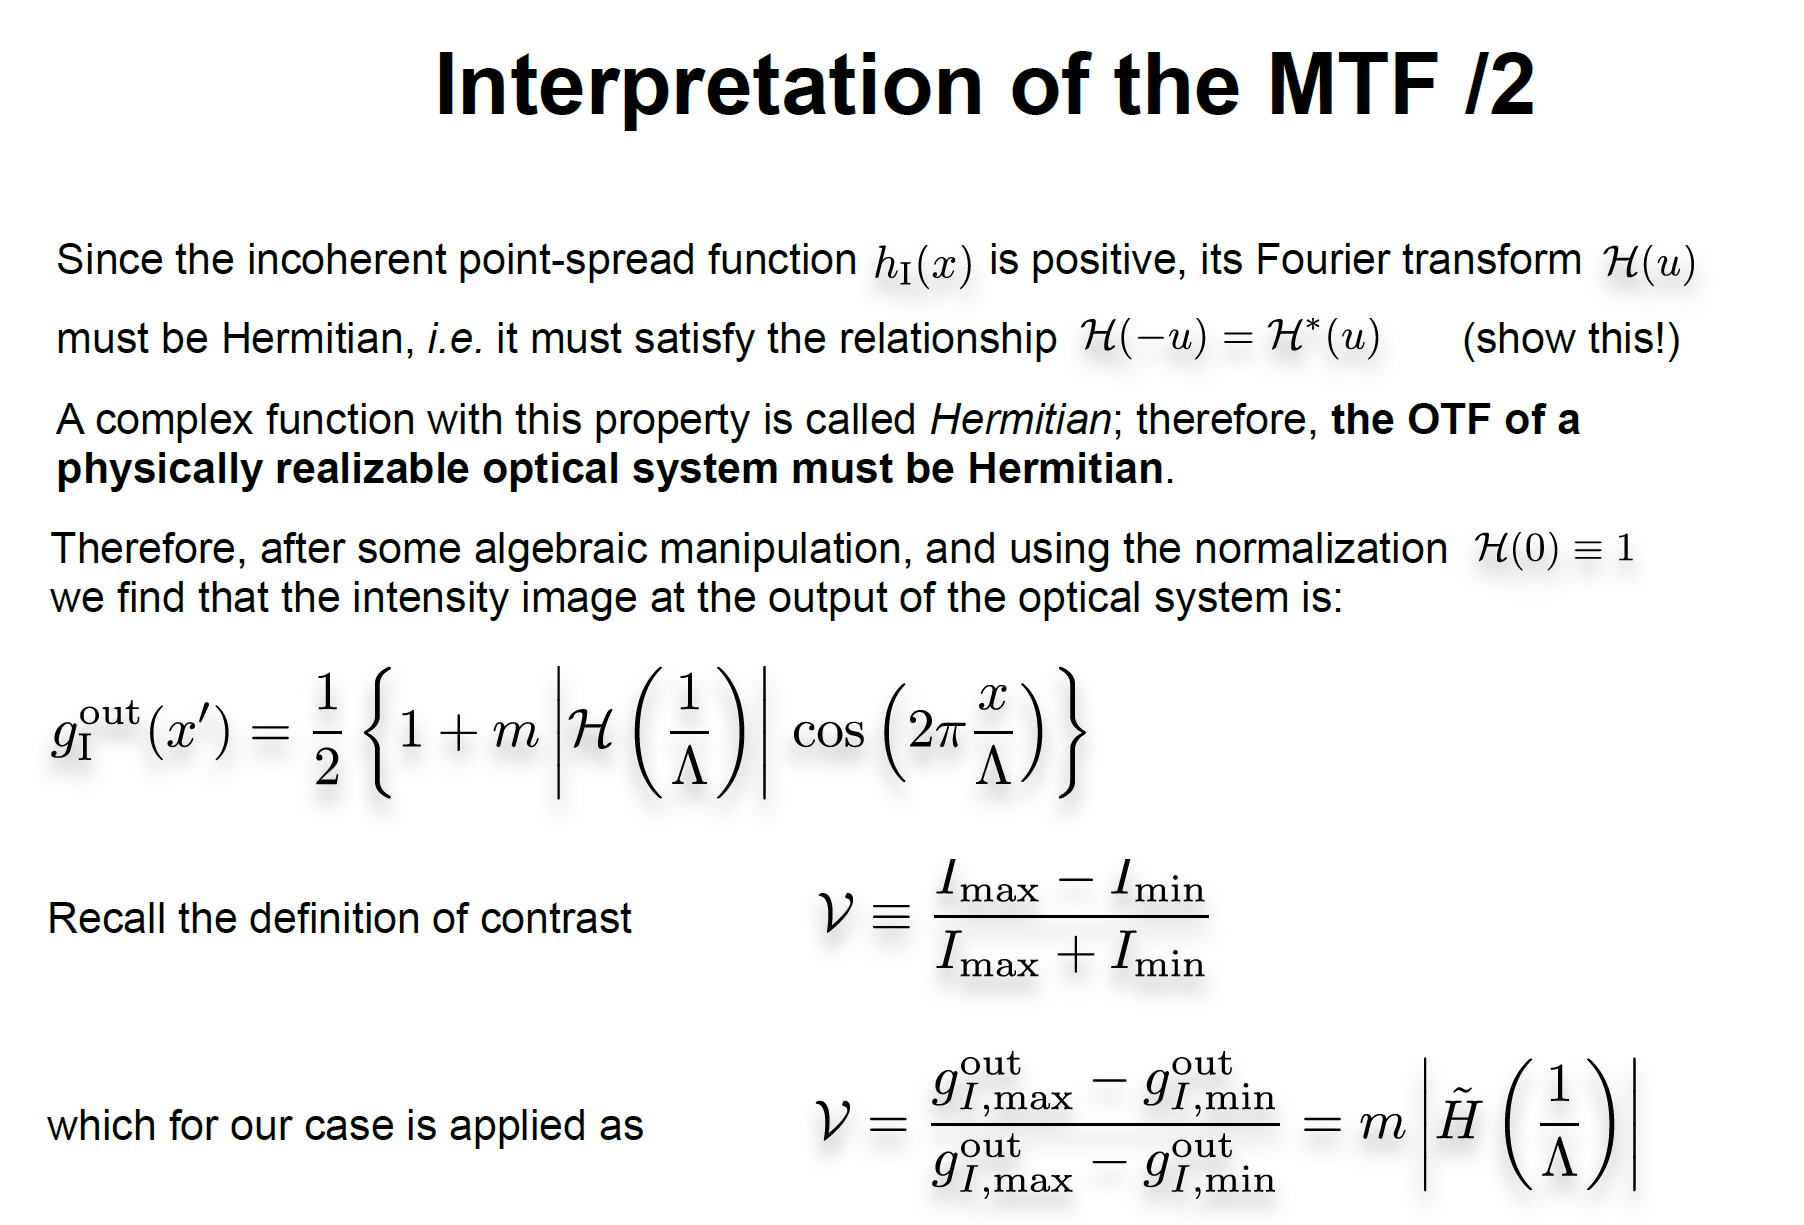 Interpretation of the MTF /2
Since the incoherent point-spread function $h_{\mathrm{I}}(x)$ is positive, its Fourier transform $\mathcal{H}(u)$
must be Hermitian, i.e. it must satisfy the relationship $\mathcal{H}(-u) = \mathcal{H}^*(u)$ (show this!)
A complex function with this property is called Hermitian; therefore, the OTF of a
physically realizable optical system must be Hermitian.
Therefore, after some algebraic manipulation, and using the normalization $\mathcal{H}(0) \equiv 1$
we find that the intensity image at the output of the optical system is:
$g_{\mathrm{I}}^{\mathrm{out}}(x') = \frac{1}{2} \left\{ 1 + m \left| \mathcal{H} \left( \frac{1}{\Lambda} \right) \right| \cos \left( 2\pi \frac{x}{\Lambda} \right) \right\}$
Recall the definition of contrast $\mathcal{V} \equiv \frac{I_{\mathrm{max}} - I_{\mathrm{min}}}{I_{\mathrm{max}} + I_{\mathrm{min}}}$
which for our case is applied as $\mathcal{V} = \frac{g_{I,\mathrm{max}}^{\mathrm{out}} - g_{I,\mathrm{min}}^{\mathrm{out}}}{g_{I,\mathrm{max}}^{\mathrm{out}} - g_{I,\mathrm{min}}^{\mathrm{out}}} = m \left| \tilde{H} \left( \frac{1}{\Lambda} \right) \right|$